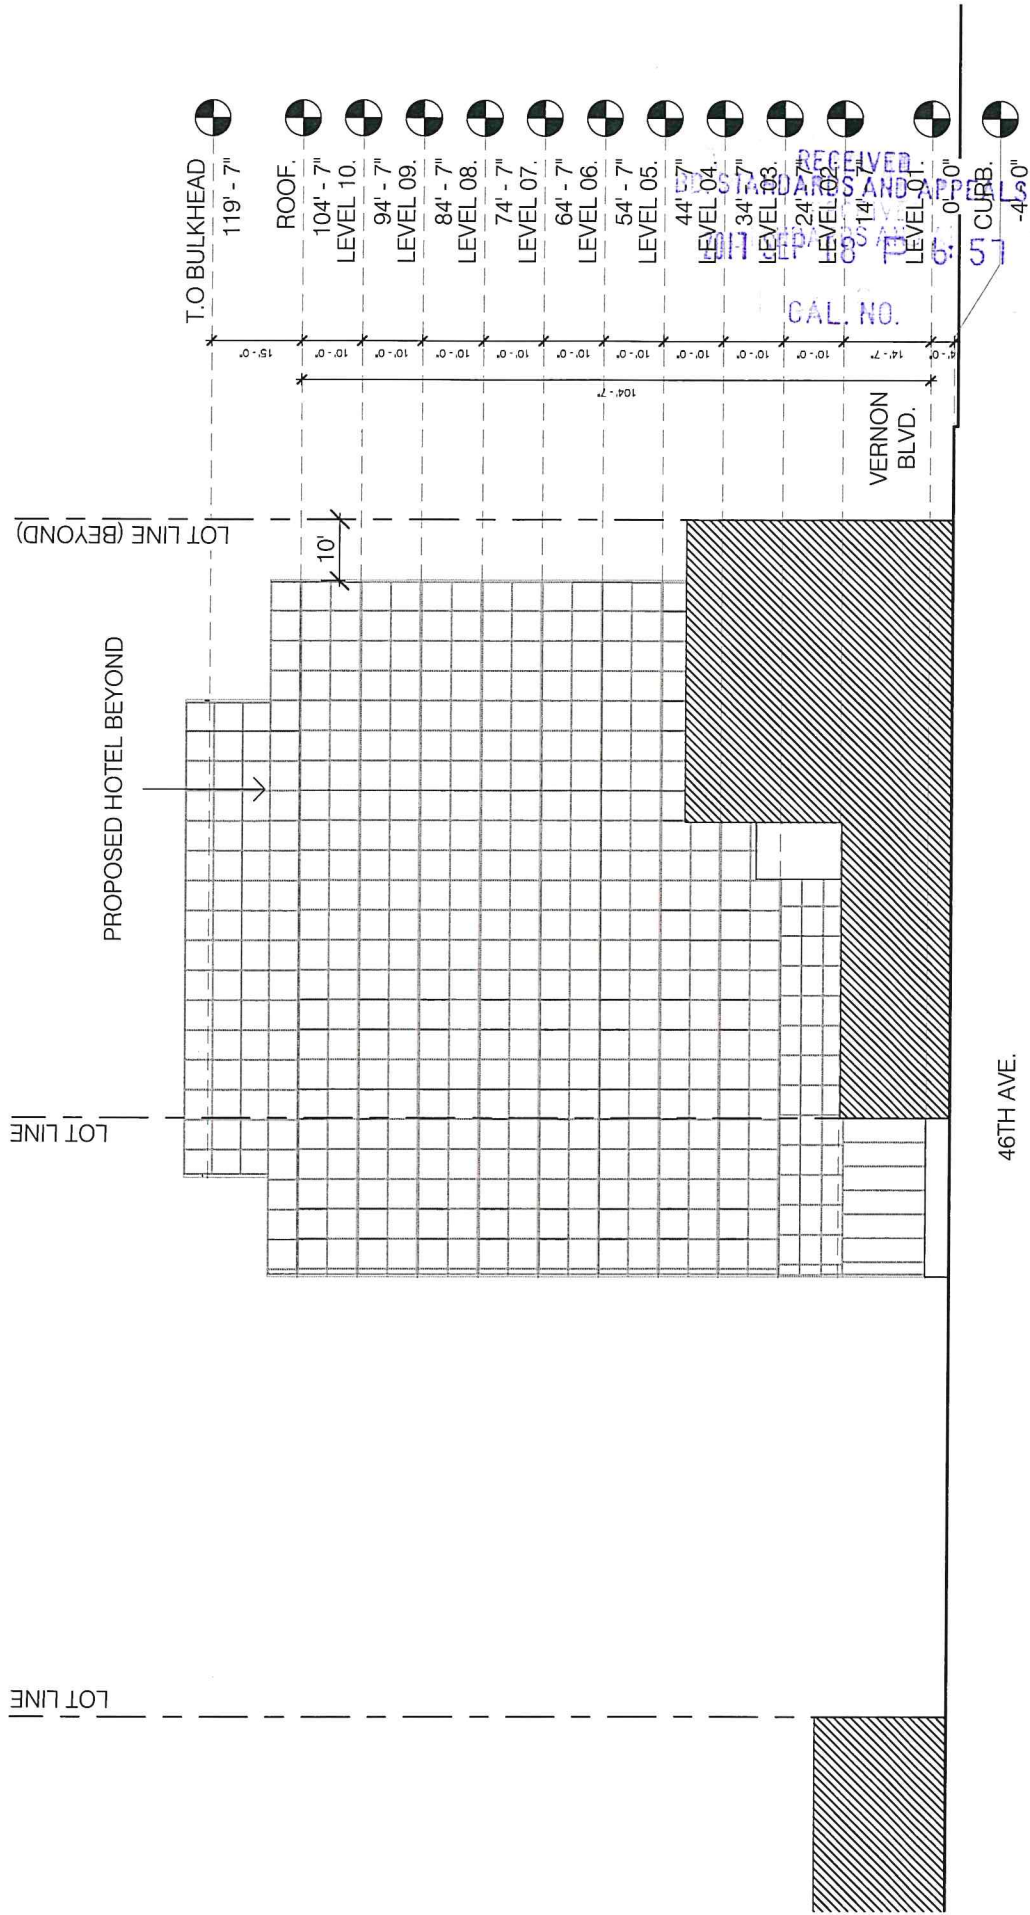 LOT LINE
LOT LINE
LOT LINE (BEYOND)
PROPOSED HOTEL BEYOND
10'
T.O BULKHEAD
119' - 7"
ROOF.
104' - 7"
LEVEL 10.
94' - 7"
LEVEL 09.
84' - 7"
LEVEL 08.
74' - 7"
LEVEL 07.
64' - 7"
LEVEL 06.
54' - 7"
LEVEL 05.
44' - 7"
LEVEL 04.
34' - 7"
LEVEL 03.
24' - 7"
LEVEL 02.
14' - 7"
LEVEL 01
0' - 0"
CURB.
-4' - 0"
15' - 0"
10' - 0"
10' - 0"
10' - 0"
10' - 0"
10' - 0"
10' - 0"
10' - 0"
10' - 0"
10' - 0"
14' - 7"
4' - 0"
104' - 7"
RECEIVED
BD. STANDARDS AND APPEALS
2017 SEP 18 P 6: 57
CAL. NO.
VERNON
BLVD.
46TH AVE.